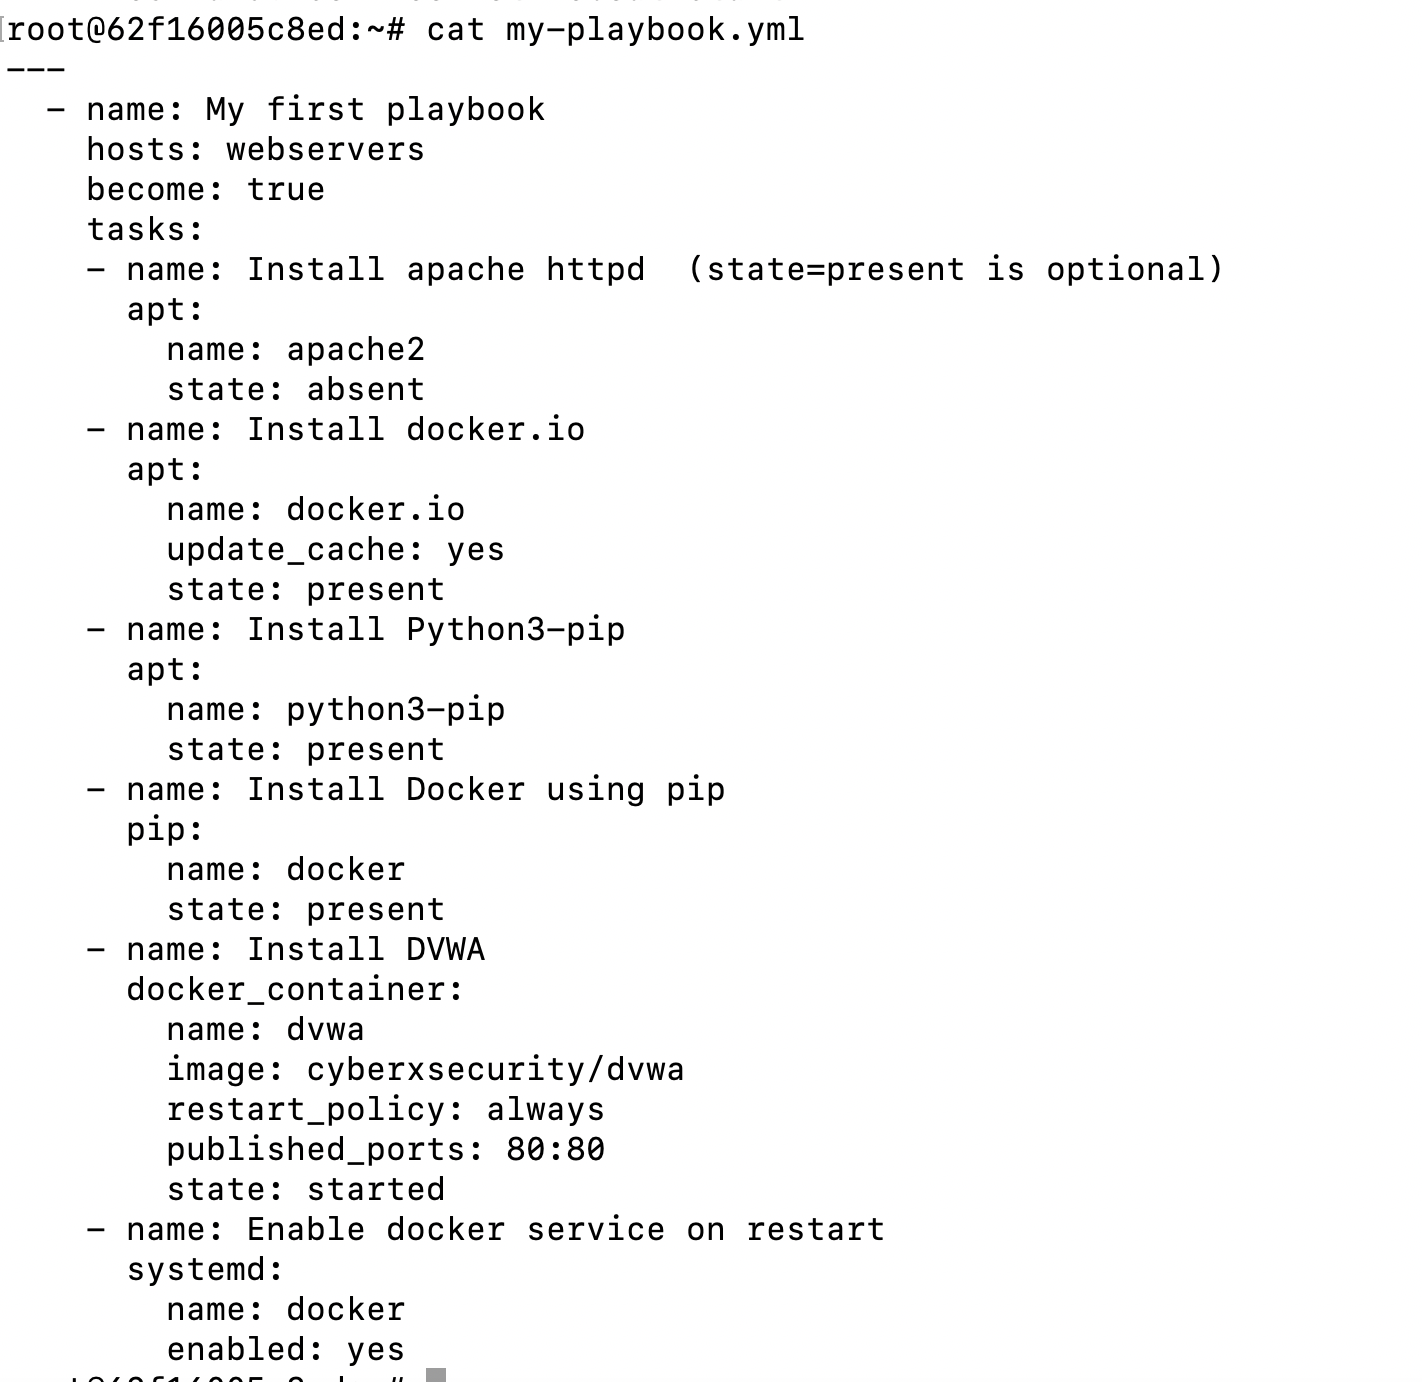 root@62f16005c8ed:~# cat my-playbook.yml
---
  - name: My first playbook
    hosts: webservers
    become: true
    tasks:
    - name: Install apache httpd  (state=present is optional)
      apt:
        name: apache2
        state: absent
    - name: Install docker.io
      apt:
        name: docker.io
        update_cache: yes
        state: present
    - name: Install Python3-pip
      apt:
        name: python3-pip
        state: present
    - name: Install Docker using pip
      pip:
        name: docker
        state: present
    - name: Install DVWA
      docker_container:
        name: dvwa
        image: cyberxsecurity/dvwa
        restart_policy: always
        published_ports: 80:80
        state: started
    - name: Enable docker service on restart
      systemd:
        name: docker
        enabled: yes